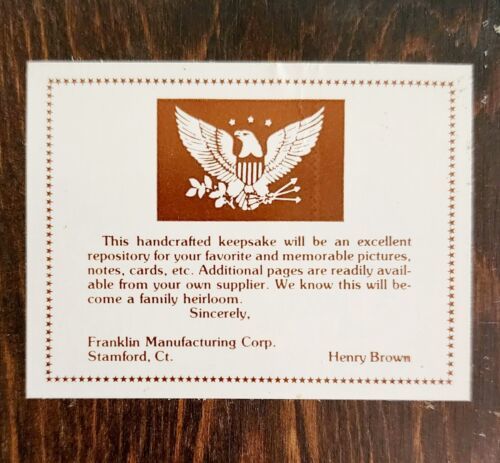 This handcrafted keepsake will be an excellent
repository for your favorite and memorable pictures,
notes, cards, etc. Additional pages are readily avail-
able from your own supplier. We know this will be-
come a family heirloom.
Sincerely,
Franklin Manufacturing Corp.
Stamford, Ct. Henry Brown